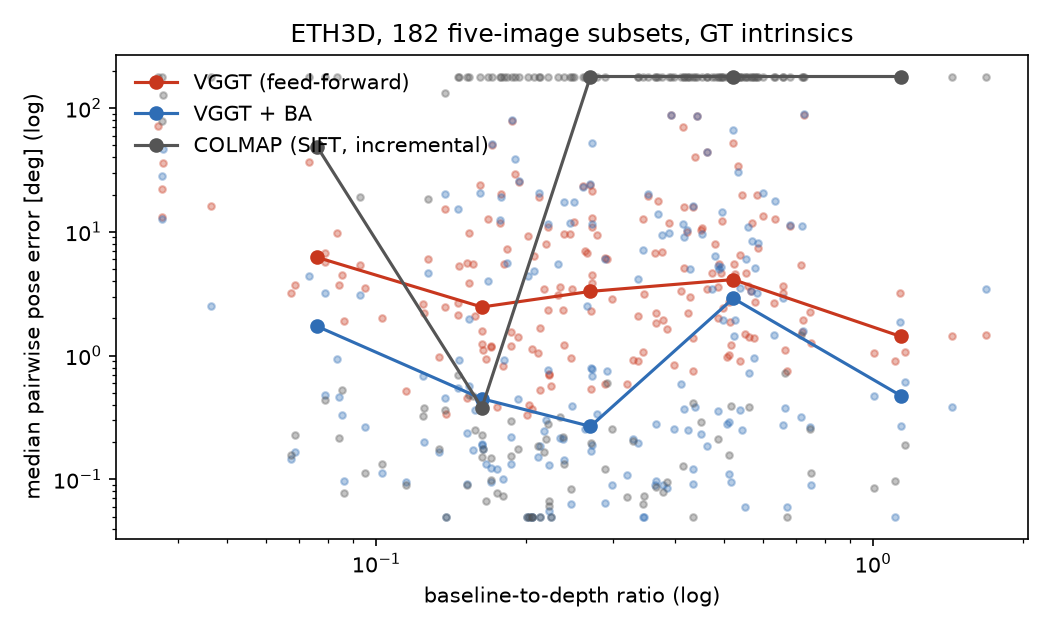 ETH3D, 182 five-image subsets, GT intrinsics
VGGT (feed-forward)
VGGT + BA
COLMAP (SIFT, incremental)
median pairwise pose error [deg] (log)
10²
10¹
10⁰
10⁻¹
10⁻¹
10⁰
baseline-to-depth ratio (log)